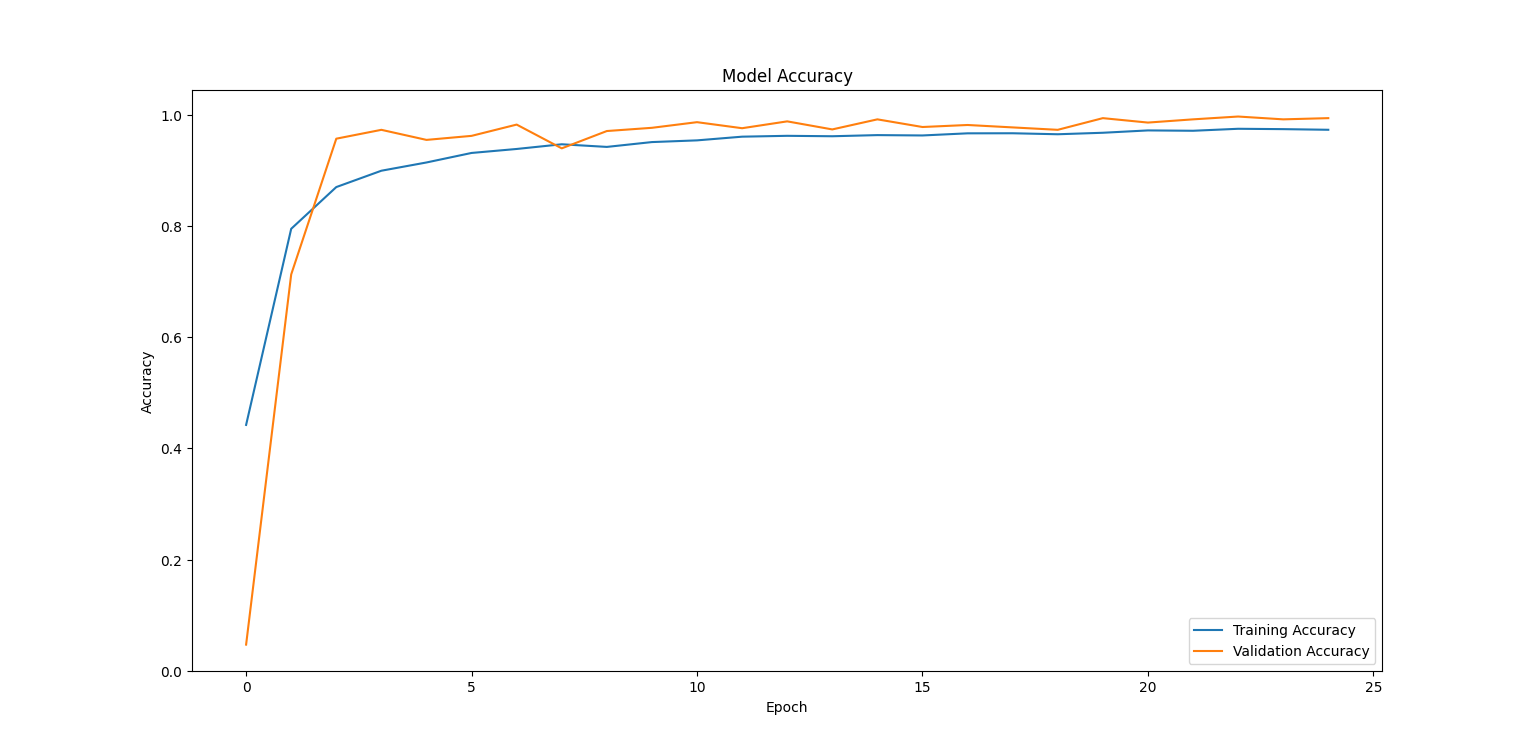 Model Accuracy
1.0
0.8
0.6
0.4
0.2
0.0
Accuracy
0 5 10 15 20 25
Epoch
Training Accuracy
Validation Accuracy